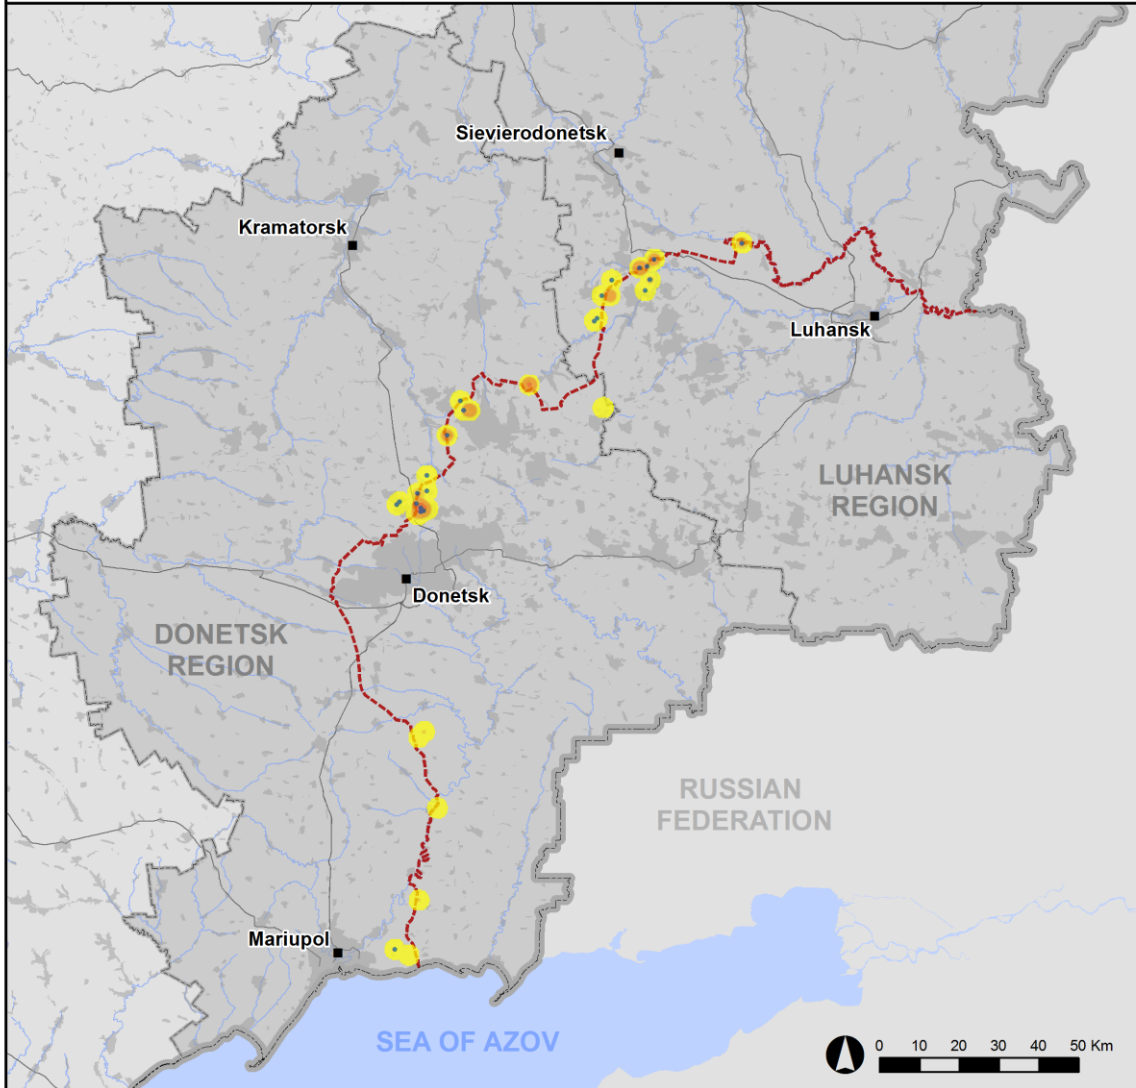 Sievierodonetsk
Kramatorsk
Luhansk
LUHANSK
REGION
Donetsk
DONETSK
REGION
RUSSIAN
FEDERATION
Mariupol
SEA OF AZOV
0 10 20 30 40 50 Km